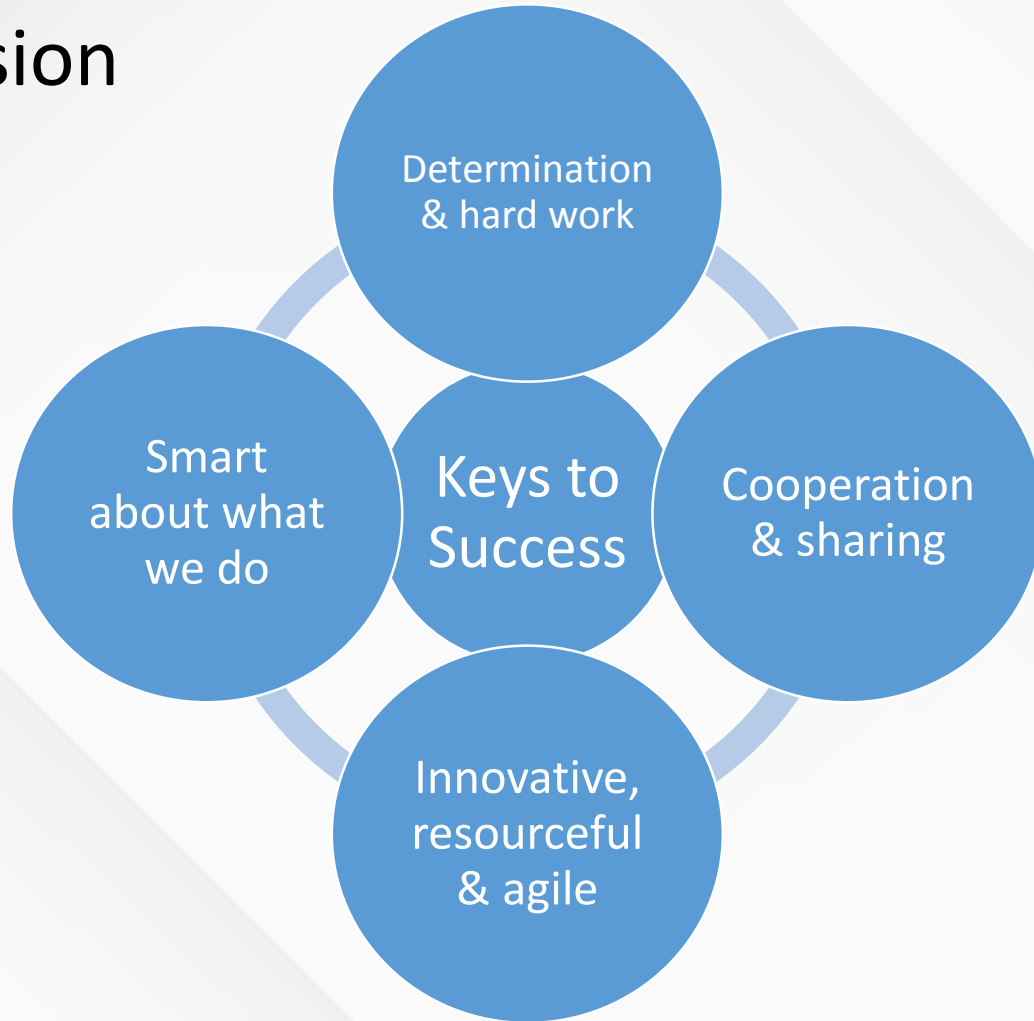 sion
Determination
& hard work
Smart
about what
we do
Keys to
Success
Cooperation
& sharing
Innovative,
resourceful
& agile